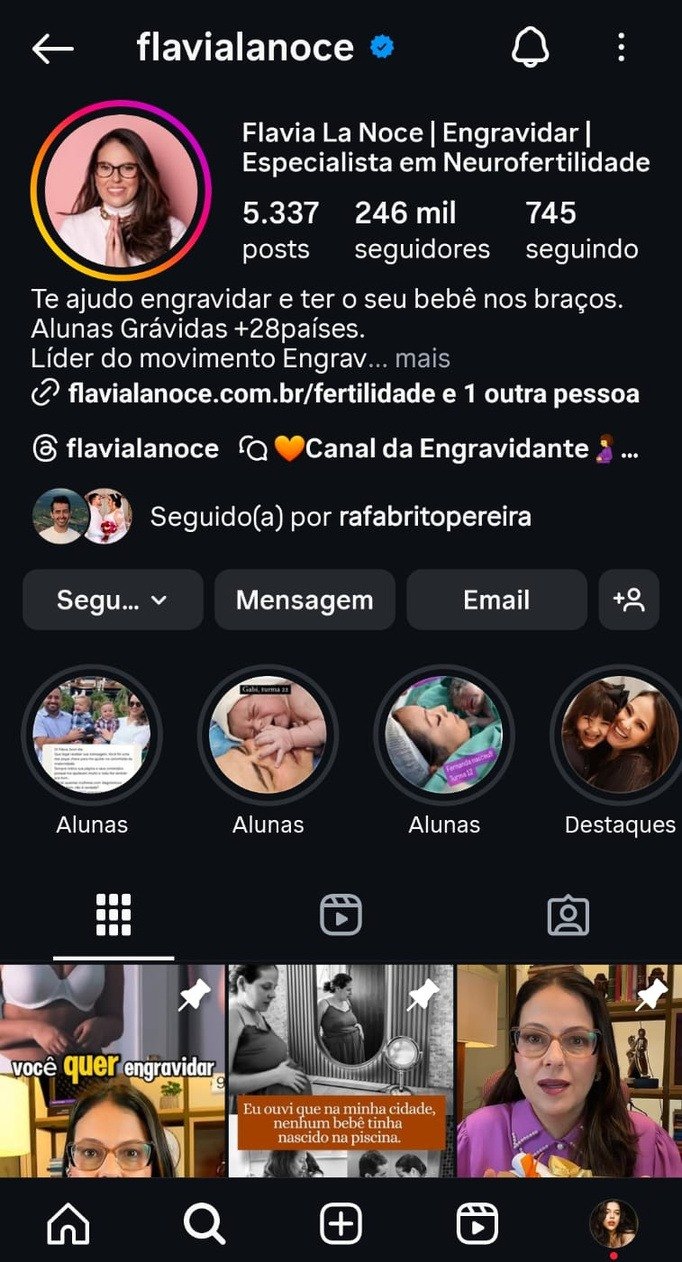 flavialanoce
Flavia La Noce | Engravidar |
Especialista em Neurofertilidade
5.337 246 mil 745
posts seguidores seguindo
Te ajudo engravidar e ter o seu bebê nos braços.
Alunas Grávidas +28países.
Líder do movimento Engrav... mais
flavialanoce.com.br/fertilidade e 1 outra pessoa
flavialanoce 🧡Canal da Engravidante🤰...
Seguido(a) por rafabritopereira
Segu... Mensagem Email
Gabi, turma 22
Turma 12
Alunas Alunas Alunas Destaques
você quer engravidar
Eu ouvi que na minha cidade,
nenhum bebê tinha
nascido na piscina.